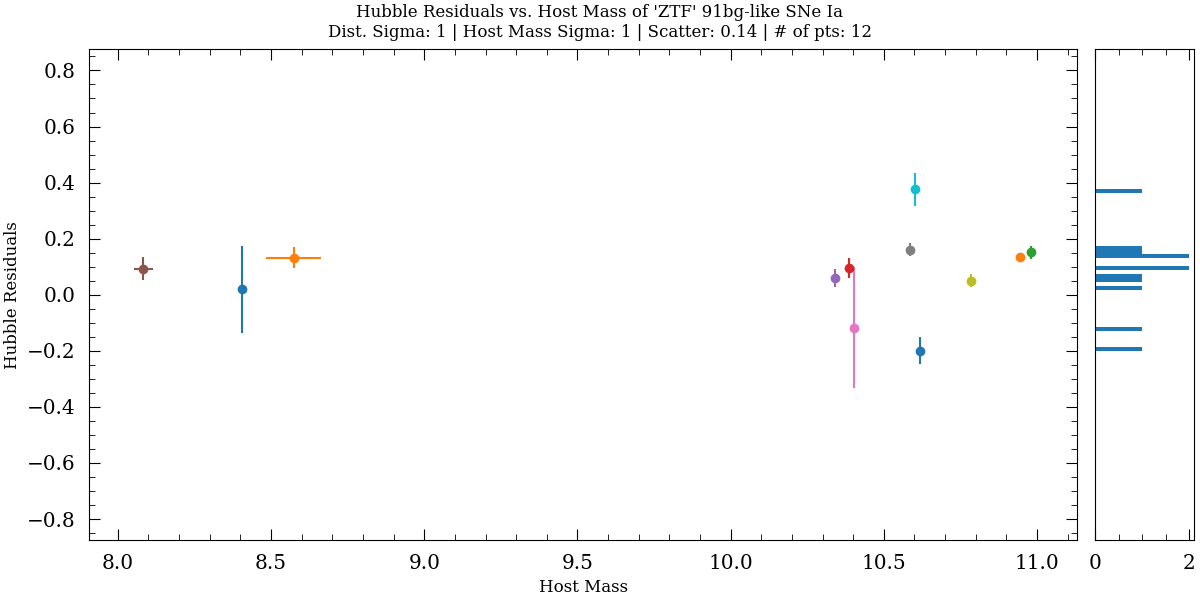 Hubble Residuals vs. Host Mass of 'ZTF' 91bg-like SNe Ia
Dist. Sigma: 1 | Host Mass Sigma: 1 | Scatter: 0.14 | # of pts: 12
Hubble Residuals
0.8
0.6
0.4
0.2
0.0
−0.2
−0.4
−0.6
−0.8
8.0 8.5 9.0 9.5 10.0 10.5 11.0
0 2
Host Mass